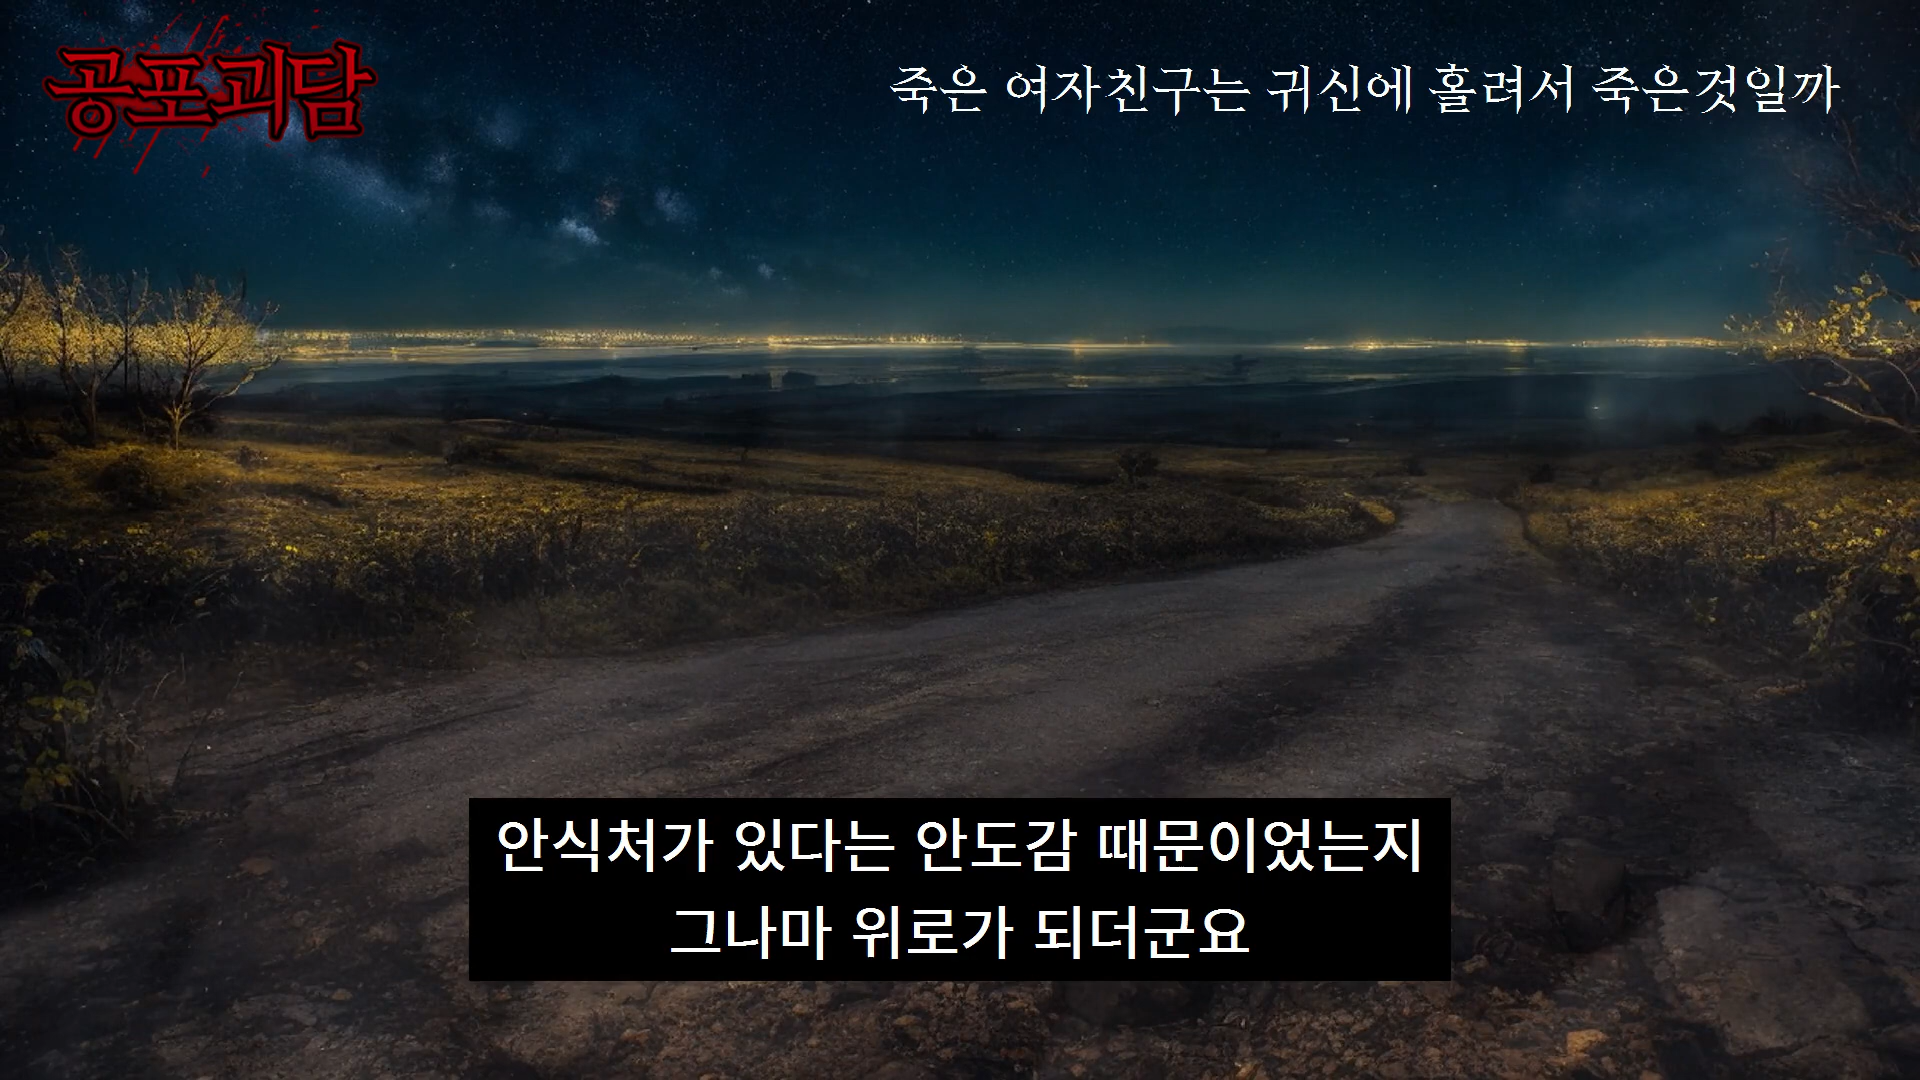 공포괴담
죽은 여자친구는 귀신에 홀려서 죽은것일까
안식처가 있다는 안도감 때문이었는지
그나마 위로가 되더군요